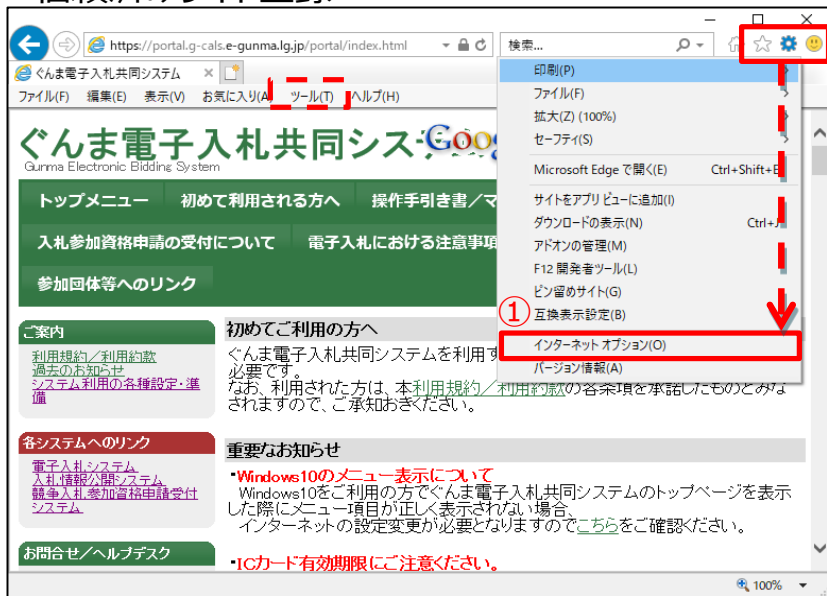 https://portal.g-cals.e-gunma.lg.jp/portal/index.html
検索...
ぐんま電子入札共同システム
ファイル(F) 編集(E) 表示(V) お気に入り(A) ツール(T) ヘルプ(H)
印刷(P)
ファイル(F)
拡大(Z) (100%)
セーフティ(S)
Microsoft Edge で開く(E) Ctrl+Shift+E
サイトをアプリ ビューに追加(I)
ダウンロードの表示(N) Ctrl+J
アドオンの管理(M)
F12 開発者ツール(L)
ピン留めサイト(G)
互換表示設定(B)
①
インターネット オプション(O)
バージョン情報(A)
ぐんま電子入札共同システ
Gunma Electronic Bidding System
トップメニュー 初めて利用される方へ 操作手引き書／マ
入札参加資格申請の受付について 電子入札における注意事項
参加団体等へのリンク
ご案内
利用規約／利用約款
過去のお知らせ
システム利用の各種設定・準
備
各システムへのリンク
電子入札システム
入札情報公開システム
競争入札参加資格申請受付
システム
お問合せ／ヘルプデスク
初めてご利用の方へ
ぐんま電子入札共同システムを利用す
必要です。
なお、利用された方は、本利用規約／利用約款の各条項を承諾したものとみな
されますので、ご承知おきください。
重要なお知らせ
・Windows10のメニュー表示について
Windows10をご利用の方でぐんま電子入札共同システムのトップページを表示
した際にメニュー項目が正しく表示されない場合、
インターネットの設定変更が必要となりますのでこちらをご確認ください。
・ICカード有効期限にご注意ください。
100%